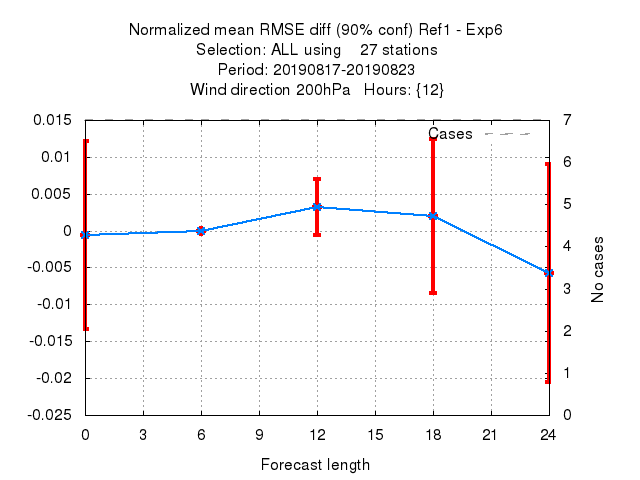 Normalized mean RMSE diff (90% conf) Ref1 - Exp6
Selection: ALL using 27 stations
Period: 20190817-20190823
Wind direction 200hPa Hours: {12}
Cases
0.015
0.01
0.005
0
-0.005
-0.01
-0.015
-0.02
-0.025
7
6
5
4
3
2
1
0
No cases
0 3 6 9 12 15 18 21 24
Forecast length